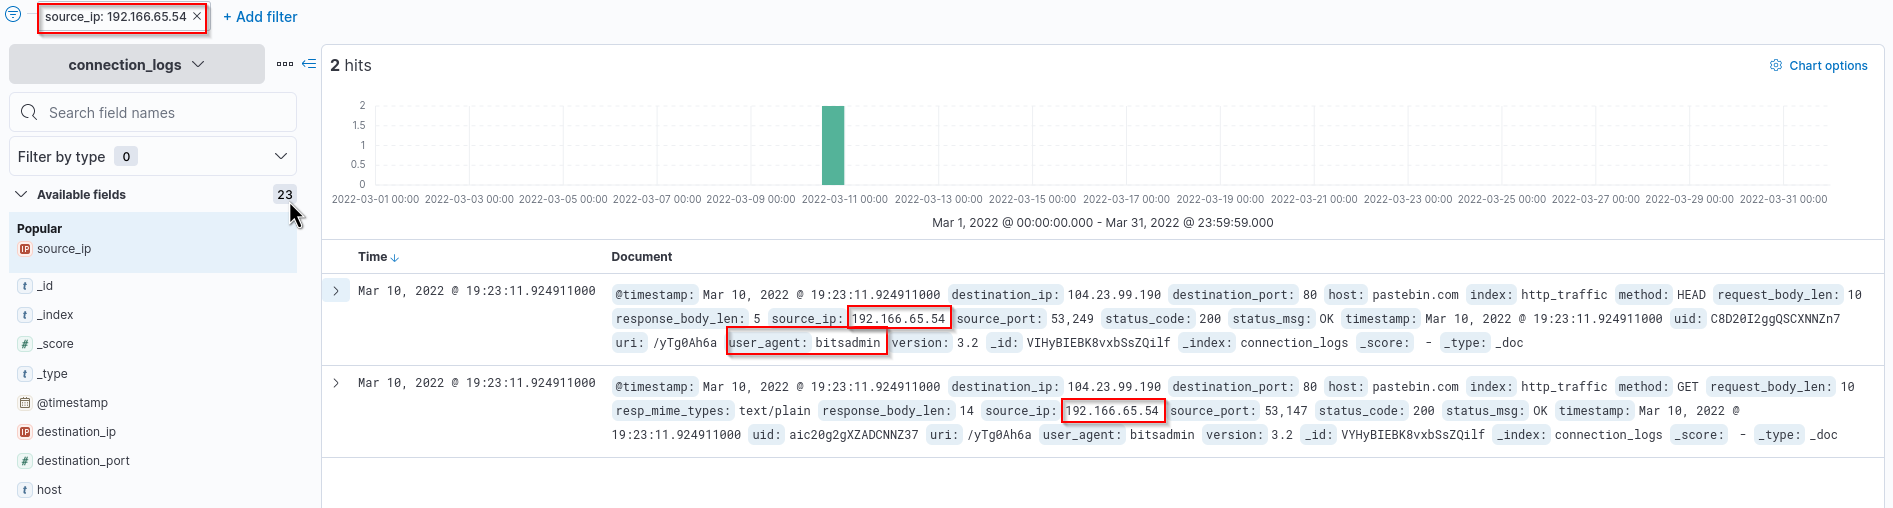 source_ip: 192.166.65.54 × + Add filter
connection_logs
Search field names
Filter by type 0
Available fields 23
Popular
source_ip
_id
_index
_score
_type
@timestamp
destination_ip
destination_port
host
2 hits
Chart options
2
1.5
1
0.5
0
2022-03-01 00:00 2022-03-03 00:00 2022-03-05 00:00 2022-03-07 00:00 2022-03-09 00:00 2022-03-11 00:00 2022-03-13 00:00 2022-03-15 00:00 2022-03-17 00:00 2022-03-19 00:00 2022-03-21 00:00 2022-03-23 00:00 2022-03-25 00:00 2022-03-27 00:00 2022-03-29 00:00 2022-03-31 00:00
Mar 1, 2022 @ 00:00:00.000 - Mar 31, 2022 @ 23:59:59.000
Time Document
Mar 10, 2022 @ 19:23:11.924911000 @timestamp: Mar 10, 2022 @ 19:23:11.924911000 destination_ip: 104.23.99.190 destination_port: 80 host: pastebin.com index: http_traffic method: HEAD request_body_len: 10
response_body_len: 5 source_ip: 192.166.65.54 source_port: 53,249 status_code: 200 status_msg: OK timestamp: Mar 10, 2022 @ 19:23:11.924911000 uid: C8D20I2ggQSCXNNZn7
uri: /yTg0Ah6a user_agent: bitsadmin version: 3.2 _id: VIHyBIEBK8vxbSsZQilf _index: connection_logs _score: - _type: _doc
Mar 10, 2022 @ 19:23:11.924911000 @timestamp: Mar 10, 2022 @ 19:23:11.924911000 destination_ip: 104.23.99.190 destination_port: 80 host: pastebin.com index: http_traffic method: GET request_body_len: 10
resp_mime_types: text/plain response_body_len: 14 source_ip: 192.166.65.54 source_port: 53,147 status_code: 200 status_msg: OK timestamp: Mar 10, 2022 @
19:23:11.924911000 uid: aic20g2gXZADCNNZ37 uri: /yTg0Ah6a user_agent: bitsadmin version: 3.2 _id: VYHyBIEBK8vxbSsZQilf _index: connection_logs _score: - _type: _doc